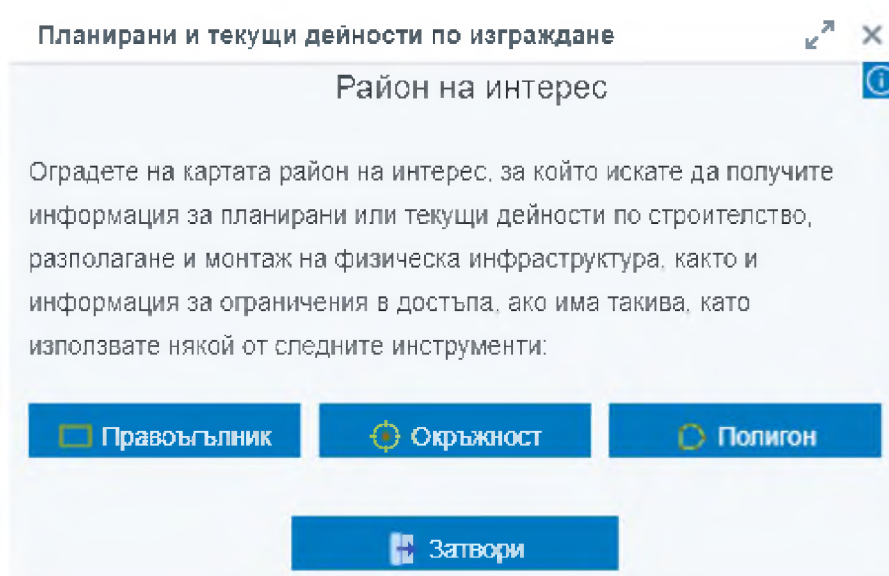 Планирани и текущи дейности по изграждане
Район на интерес
Оградете на картата район на интерес, за който искате да получите
информация за планирани или текущи дейности по строителство,
разполагане и монтаж на физическа инфраструктура, както и
информация за ограничения в достъпа, ако има такива, като
използвате някой от следните инструменти:
Правоъгълник Окръжност Полигон
Затвори